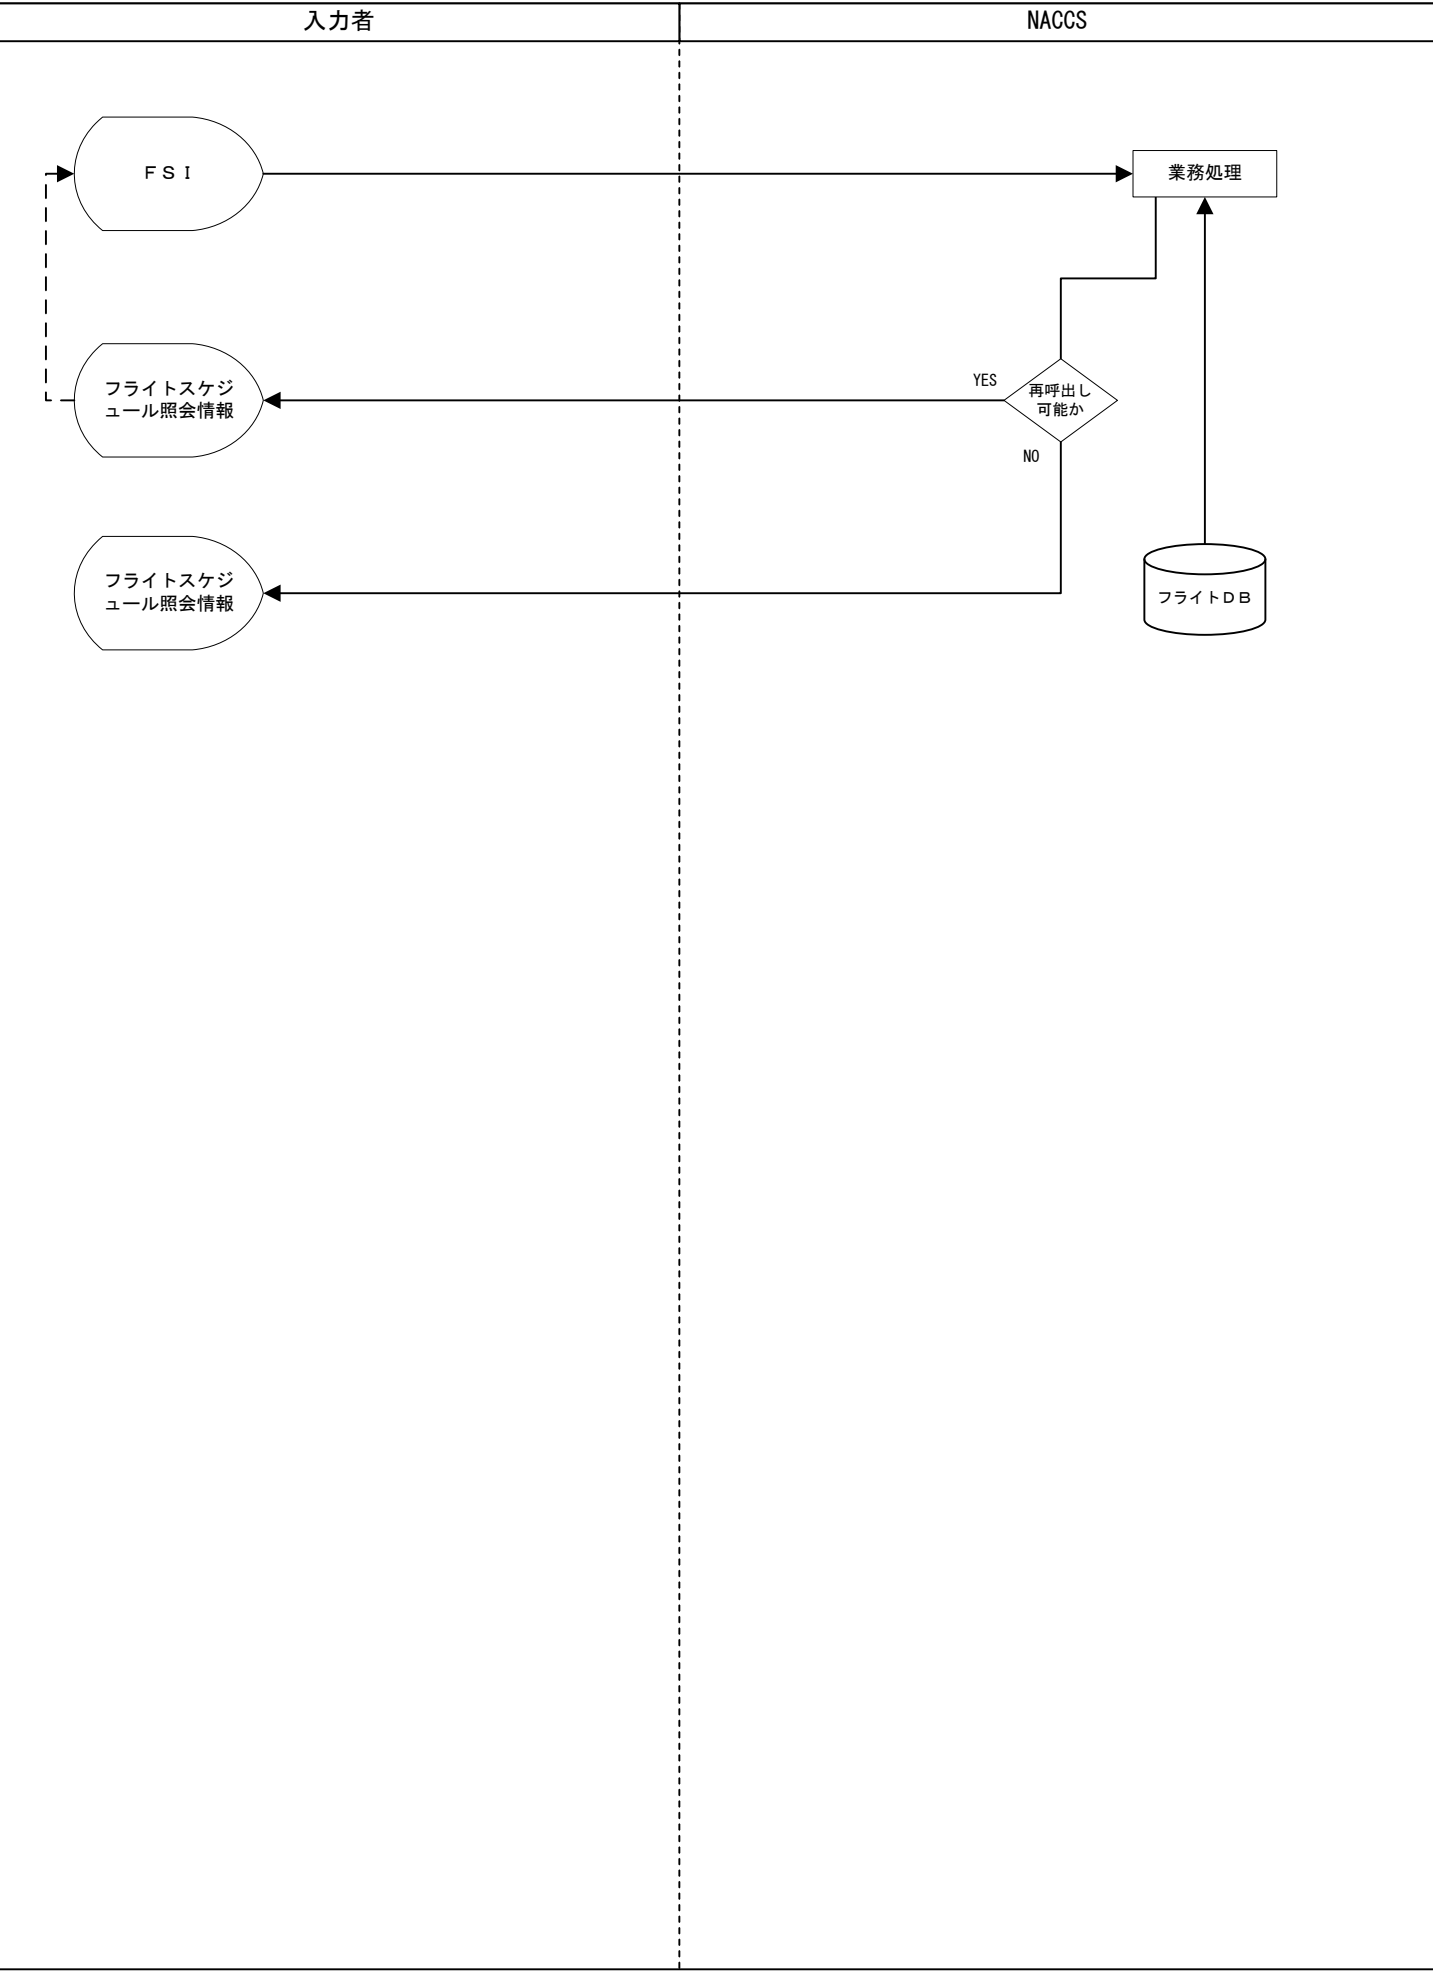 入力者
NACCS
ＦＳＩ
業務処理
フライトスケジ
ュール照会情報
YES
再呼出し
可能か
NO
フライトスケジ
ュール照会情報
フライトＤＢ